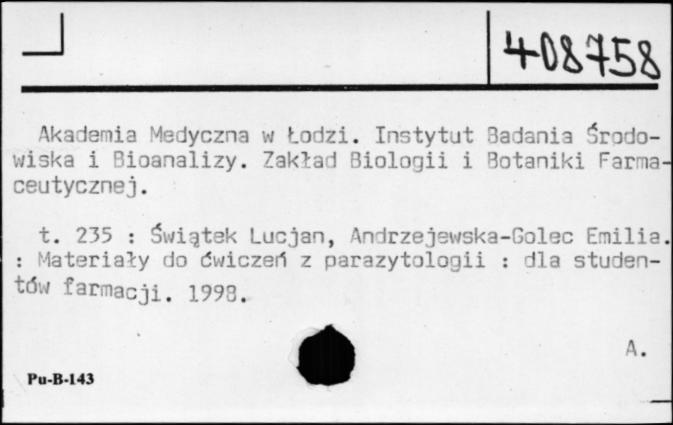 408758
Akademia Medyczna w Łodzi. Instytut Badania Środo-
wiska i Bioanalizy. Zakład Biologii i Botaniki Farma-
ceutycznej.
t. 235 : Świątek Lucjan, Andrzejewska-Golec Emilia.
: Materiały do ćwiczeń z parazytologii : dla studen-
tów farmacji. 1998.
A.
Pu-B-143